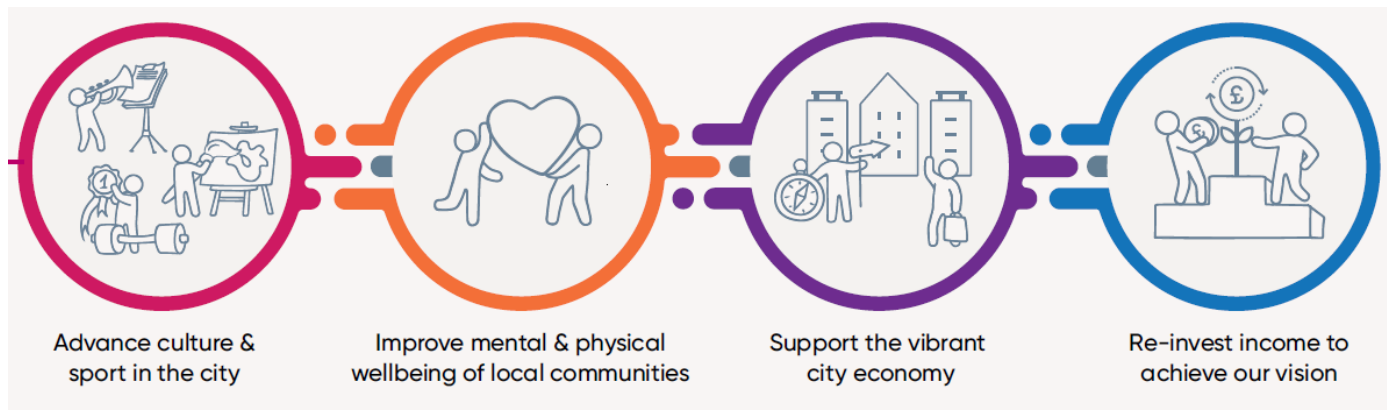 1
£
£
Advance culture &
sport in the city
Improve mental & physical
wellbeing of local communities
Support the vibrant
city economy
Re-invest income to
achieve our vision